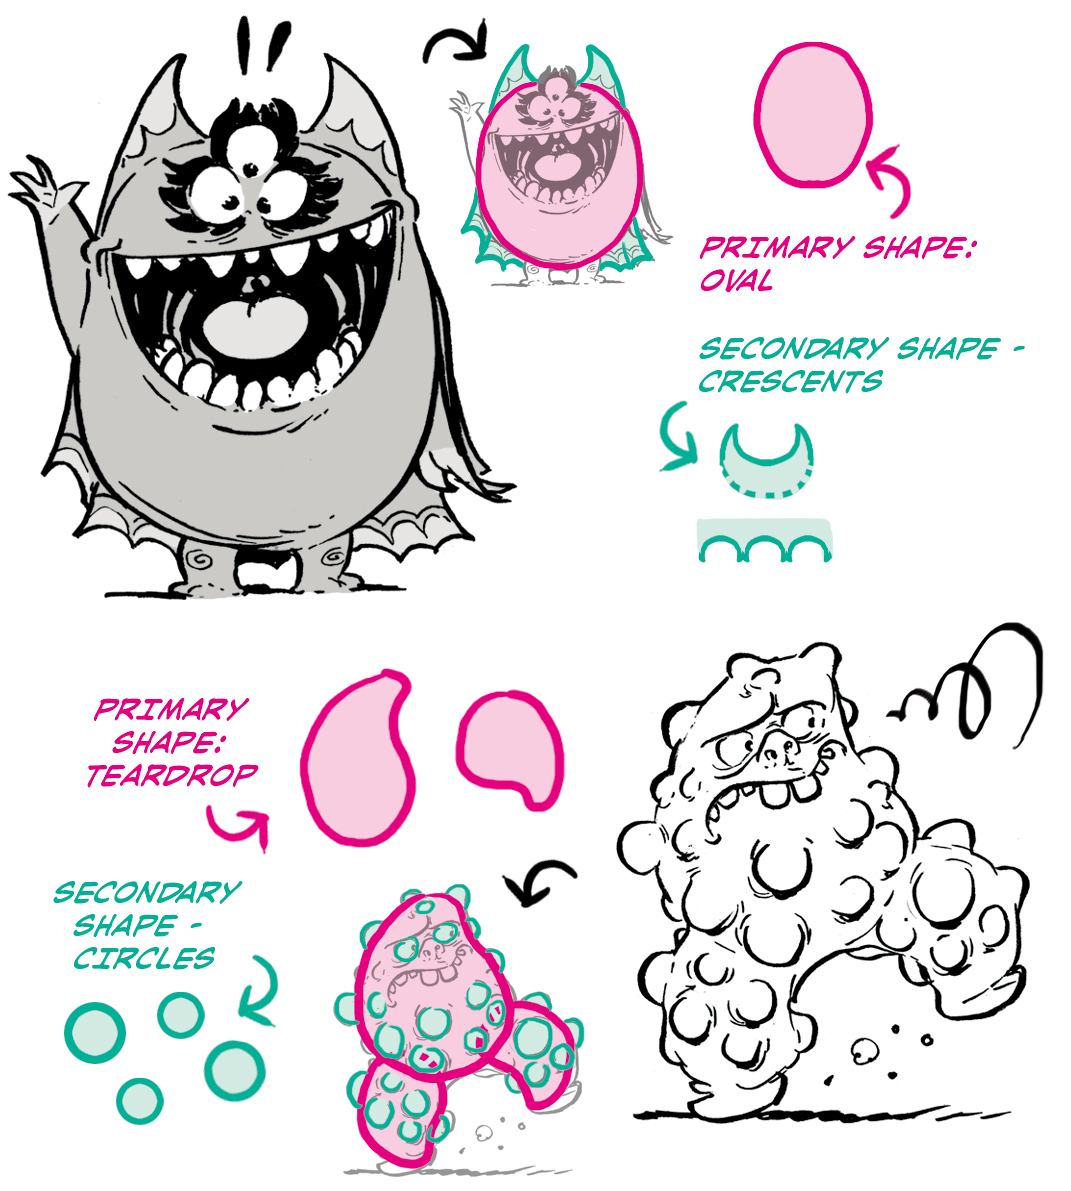 PRIMARY SHAPE:
OVAL
SECONDARY SHAPE -
CRESCENTS
PRIMARY
SHAPE:
TEARDROP
SECONDARY
SHAPE -
CIRCLES